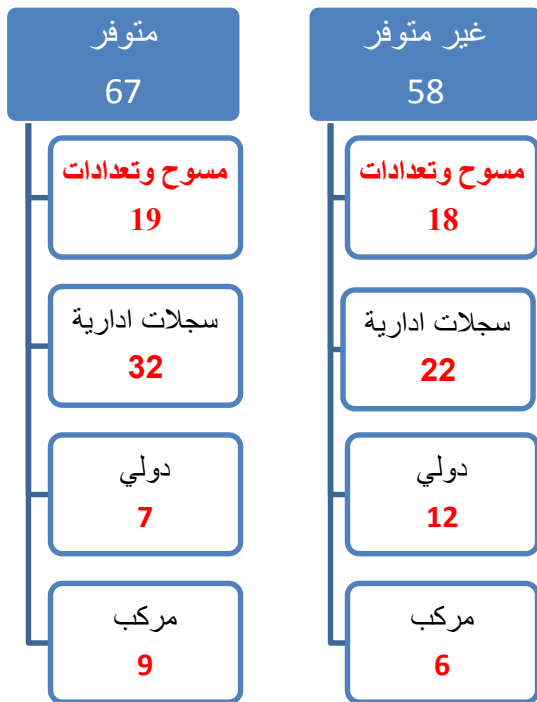 غير متوفر
58
مسوح وتعدادات
18
سجلات ادارية
22
دولي
12
مركب
6
متوفر
67
مسوح وتعدادات
19
سجلات ادارية
32
دولي
7
مركب
9